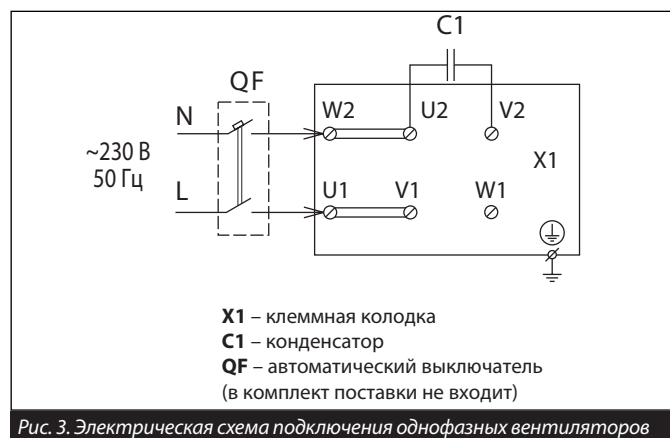 C1
QF
W2 U2 V2
N
~230 В
50 Гц
X1
L
U1 V1 W1
X1 – клеммная колодка
C1 – конденсатор
QF – автоматический выключатель
(в комплект поставки не входит)
Рис. 3. Электрическая схема подключения однофазных вентиляторов